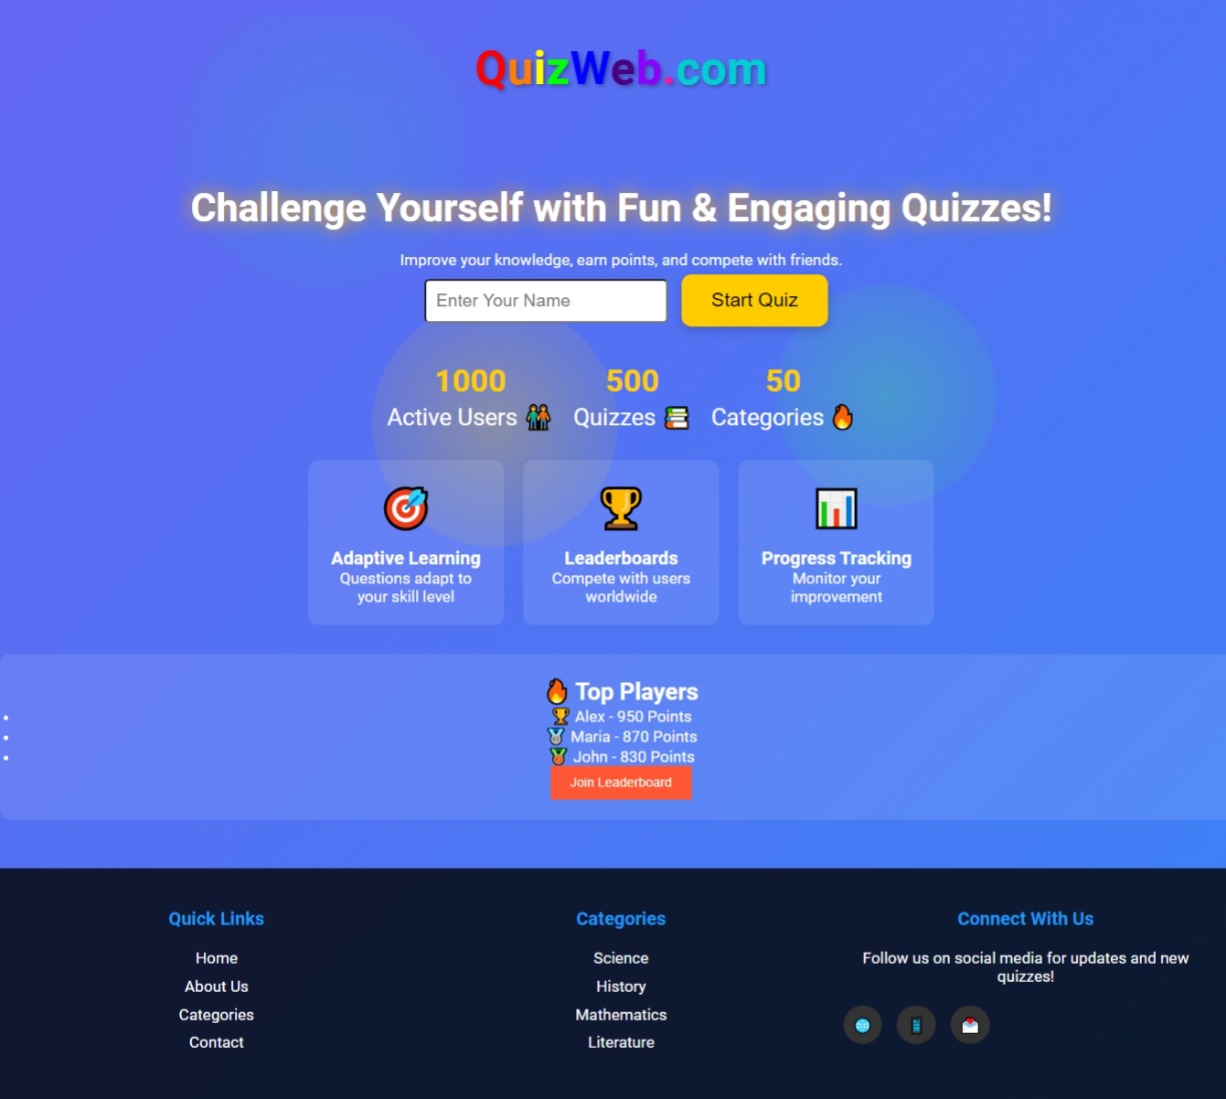 QuizWeb.com
Challenge Yourself with Fun & Engaging Quizzes!
Improve your knowledge, earn points, and compete with friends.
Enter Your Name
Start Quiz
1000
Active Users
500
Quizzes
50
Categories
Adaptive Learning
Questions adapt to
your skill level
Leaderboards
Compete with users
worldwide
Progress Tracking
Monitor your
improvement
Top Players
Alex - 950 Points
Maria - 870 Points
John - 830 Points
Join Leaderboard
Quick Links
Home
About Us
Categories
Contact
Categories
Science
History
Mathematics
Literature
Connect With Us
Follow us on social media for updates and new
quizzes!